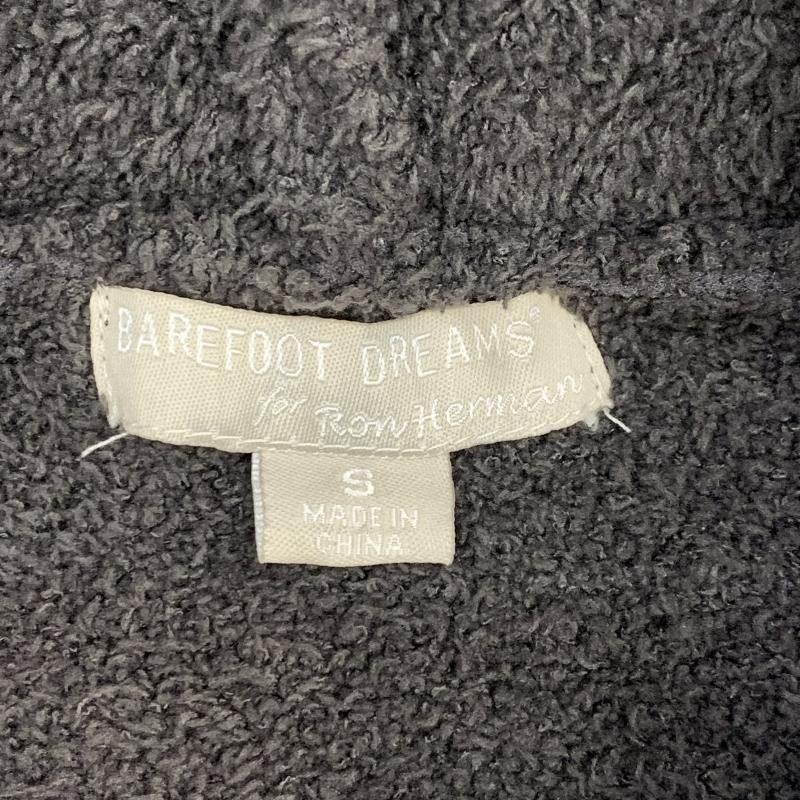 BAREFOOT DREAMS®
for Ron Herman
S
MADE IN
CHINA